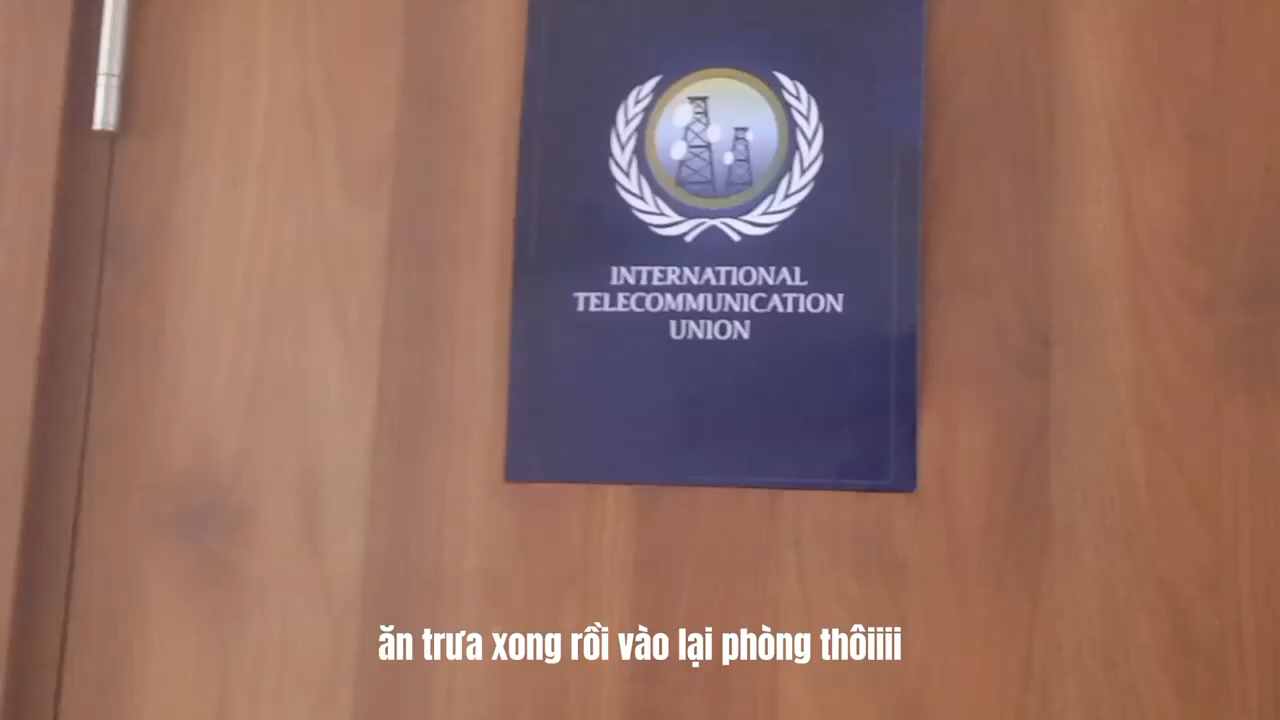 INTERNATIONAL
TELECOMMUNICATION
UNION
ăn trưa xong rồi vào lại phòng thôiiii